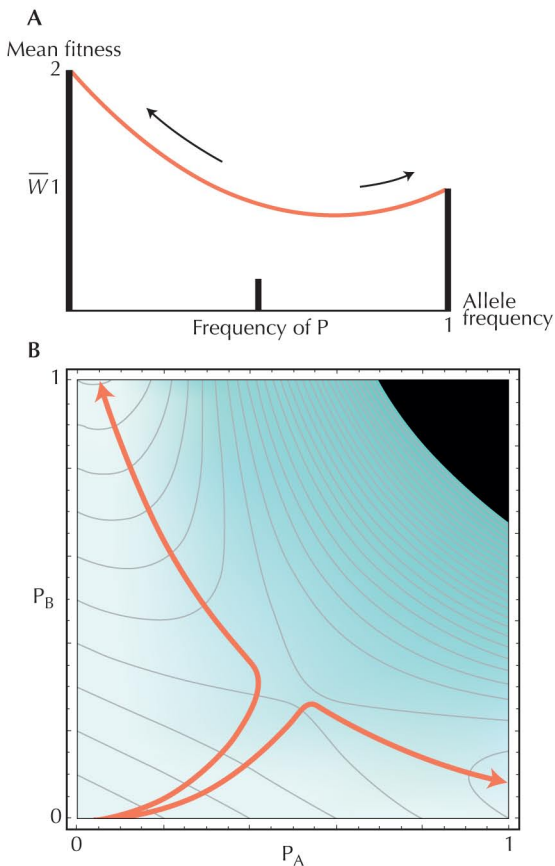 A
Mean fitness
2
W̅ 1
Allele
frequency
Frequency of P
1
B
1
P_B
0
0
P_A
1